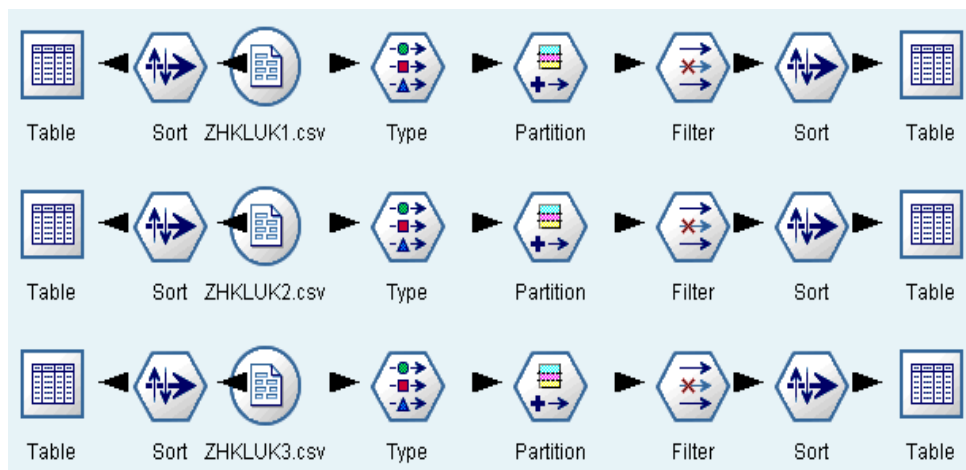 Table Sort ZHKLUK1.csv Type Partition Filter Sort Table
Table Sort ZHKLUK2.csv Type Partition Filter Sort Table
Table Sort ZHKLUK3.csv Type Partition Filter Sort Table